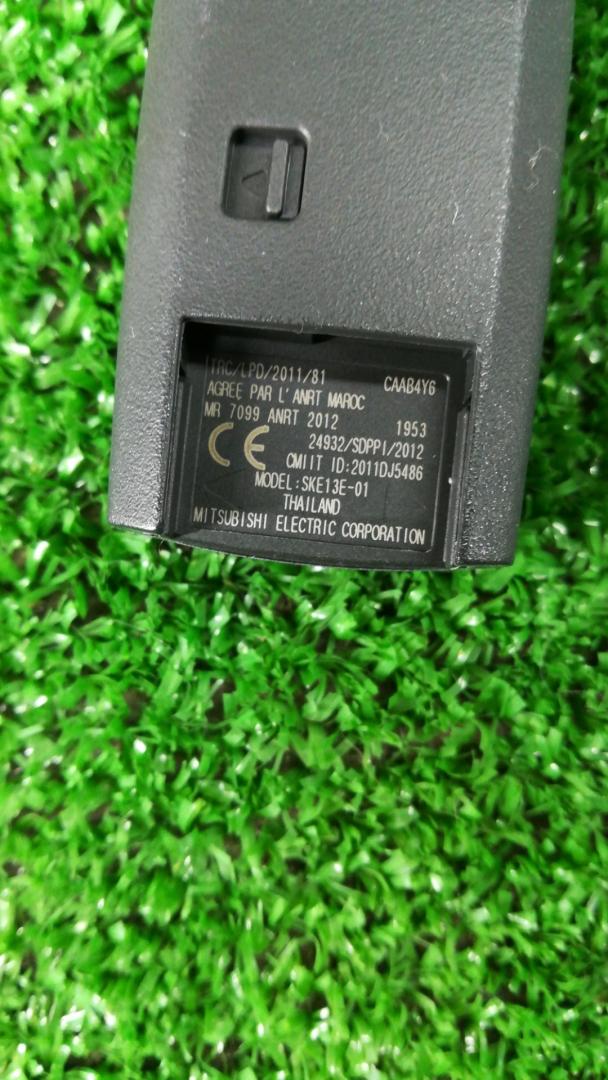 TRC/LPD/2011/81 CAAB4Y6
AGREE PAR L' ANRT MAROC
MR 7099 ANRT 2012 1953
CE 24932/SDPPI/2012
CMIIT ID:2011DJ5486
MODEL:SKE13E-01
THAILAND
MITSUBISHI ELECTRIC CORPORATION